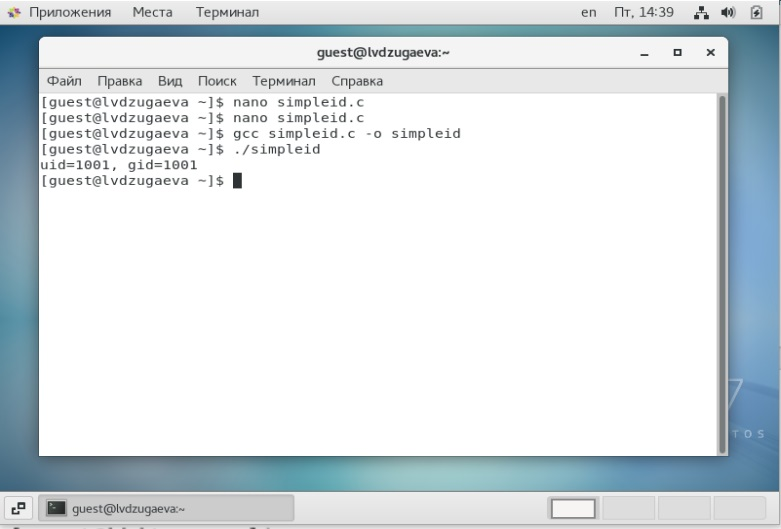 Приложения Места Терминал en Пт, 14:39
guest@lvdzugaeva:~
Файл Правка Вид Поиск Терминал Справка
[guest@lvdzugaeva ~]$ nano simpleid.c
[guest@lvdzugaeva ~]$ nano simpleid.c
[guest@lvdzugaeva ~]$ gcc simpleid.c -o simpleid
[guest@lvdzugaeva ~]$ ./simpleid
uid=1001, gid=1001
[guest@lvdzugaeva ~]$
7
TOS
guest@lvdzugaeva:~